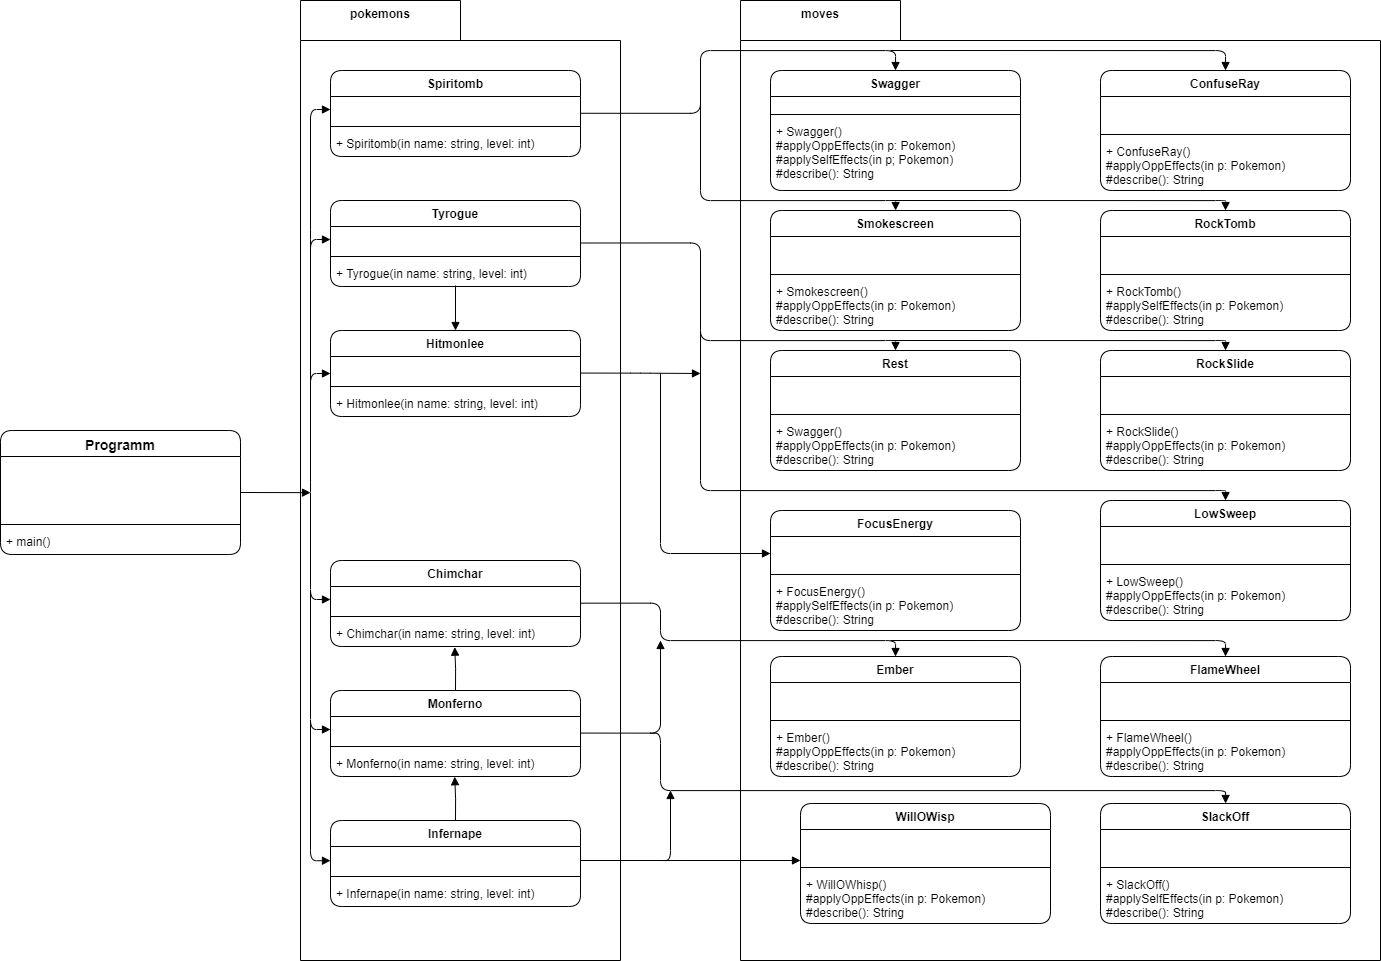 pokemons
moves
Spiritomb
+ Spiritomb(in name: string, level: int)
Tyrogue
+ Tyrogue(in name: string, level: int)
Hitmonlee
+ Hitmonlee(in name: string, level: int)
Programm
+ main()
Chimchar
+ Chimchar(in name: string, level: int)
Monferno
+ Monferno(in name: string, level: int)
Infernape
+ Infernape(in name: string, level: int)
Swagger
+ Swagger()
#applyOppEffects(in p: Pokemon)
#applySelfEffects(in p; Pokemon)
#describe(): String
ConfuseRay
+ ConfuseRay()
#applyOppEffects(in p: Pokemon)
#describe(): String
Smokescreen
+ Smokescreen()
#applyOppEffects(in p: Pokemon)
#describe(): String
RockTomb
+ RockTomb()
#applySelfEffects(in p: Pokemon)
#describe(): String
Rest
+ Swagger()
#applyOppEffects(in p: Pokemon)
#describe(): String
RockSlide
+ RockSlide()
#applyOppEffects(in p: Pokemon)
#describe(): String
FocusEnergy
+ FocusEnergy()
#applySelfEffects(in p: Pokemon)
#describe(): String
LowSweep
+ LowSweep()
#applyOppEffects(in p: Pokemon)
#describe(): String
Ember
+ Ember()
#applyOppEffects(in p: Pokemon)
#describe(): String
FlameWheel
+ FlameWheel()
#applyOppEffects(in p: Pokemon)
#describe(): String
WillOWisp
+ WillOWhisp()
#applyOppEffects(in p: Pokemon)
#describe(): String
SlackOff
+ SlackOff()
#applySelfEffects(in p: Pokemon)
#describe(): String